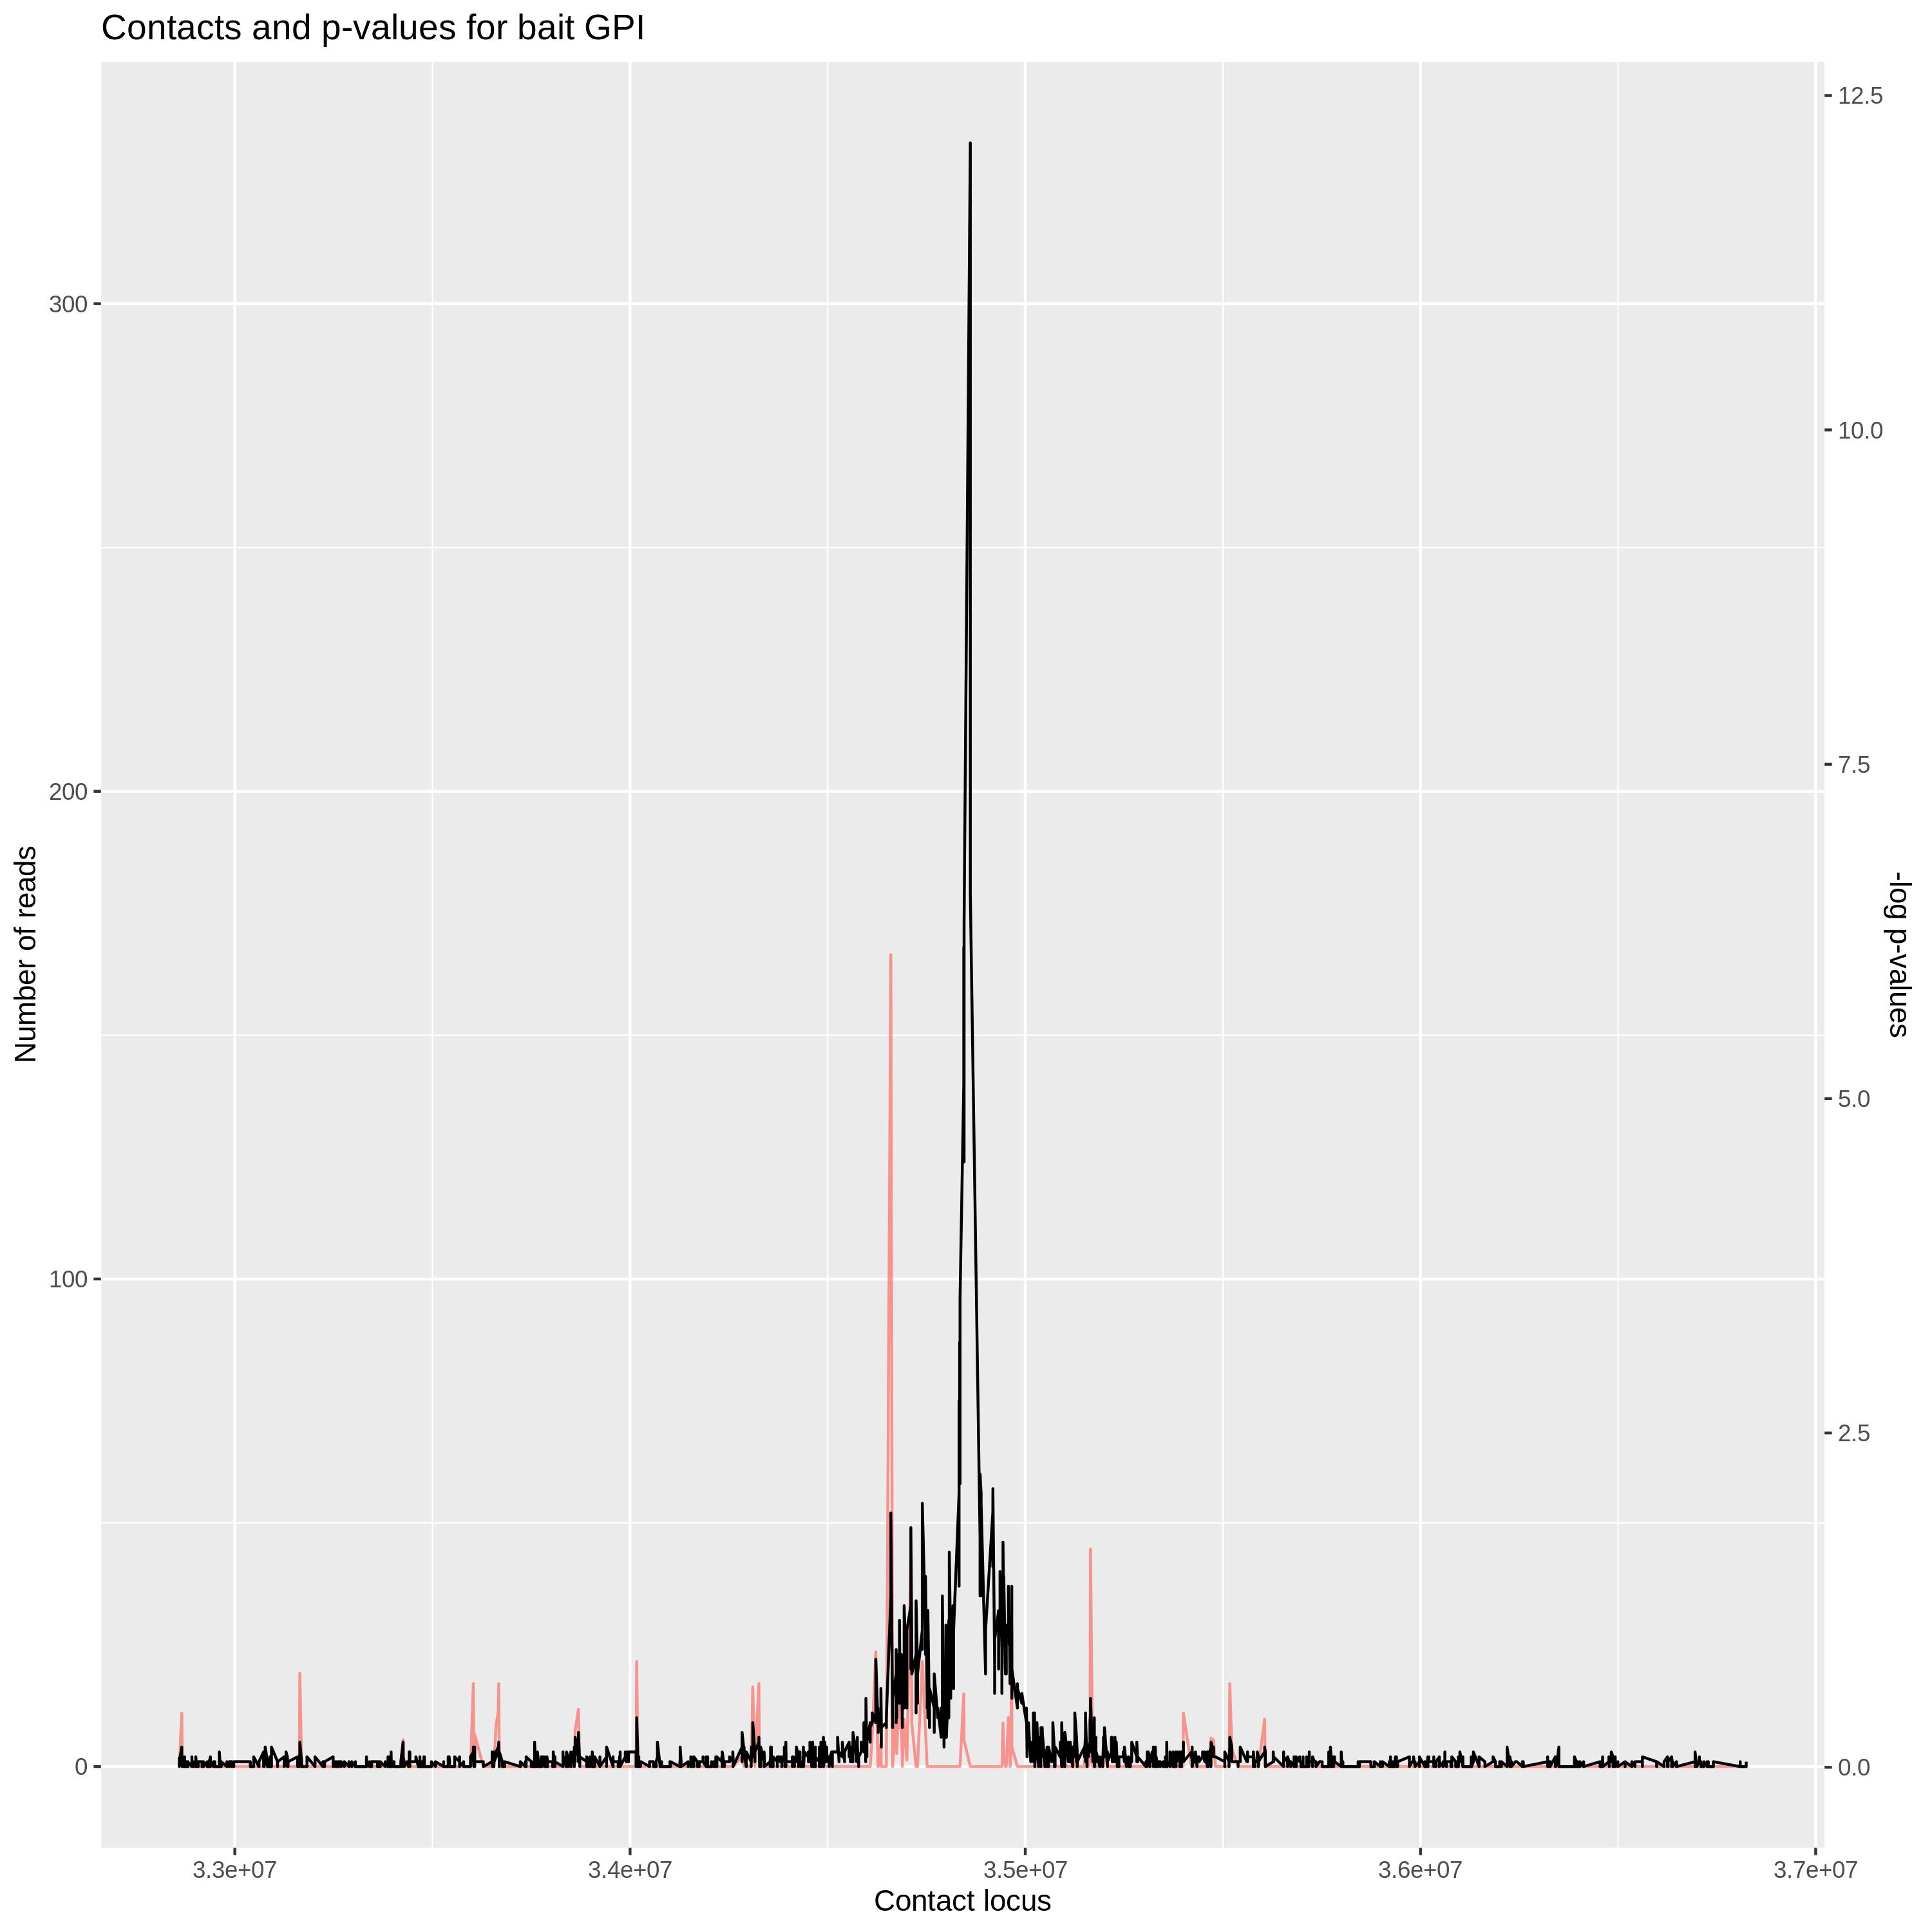 Contacts and p-values for bait GPI
12.5
300
10.0
200
7.5
Number of reads
-log p-values
5.0
100
2.5
0
0.0
3.3e+07 3.4e+07 3.5e+07 3.6e+07 3.7e+07
Contact locus